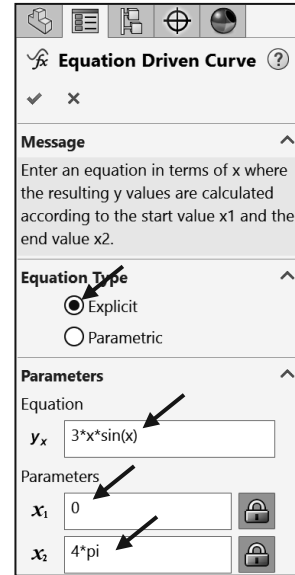 fx Equation Driven Curve ?
Message
Enter an equation in terms of x where
the resulting y values are calculated
according to the start value x1 and the
end value x2.
Equation Type
Explicit
Parametric
Parameters
Equation
yx 3*x*sin(x)
Parameters
x1 0
x2 4*pi